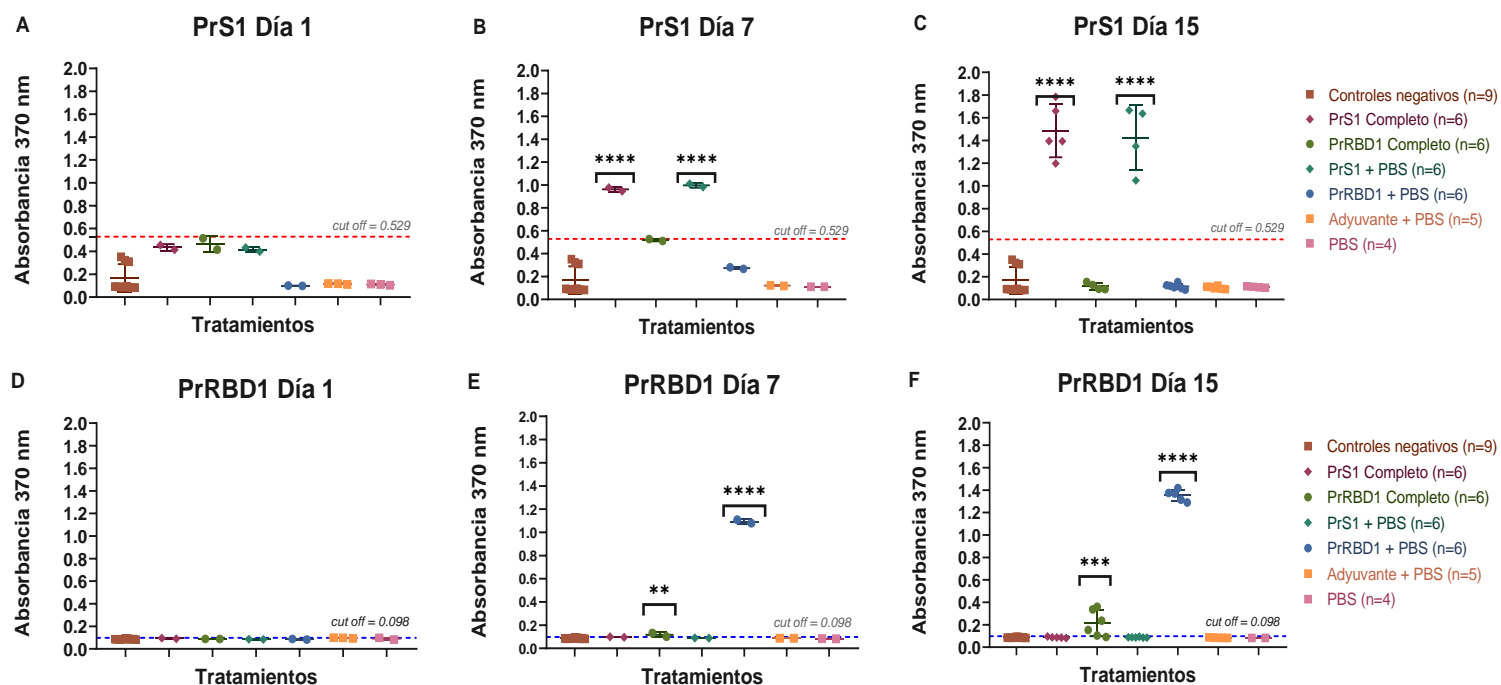 A
PrS1 Día 1
Absorbancia 370 nm
2.0
1.8
1.6
1.4
1.2
1.0
0.8
0.6
0.4
0.2
0.0
cut off = 0.529
Tratamientos
B
PrS1 Día 7
Absorbancia 370 nm
2.0
1.8
1.6
1.4
1.2
1.0
0.8
0.6
0.4
0.2
0.0
**** ****
cut off = 0.529
Tratamientos
C
PrS1 Día 15
Absorbancia 370 nm
2.0
1.8
1.6
1.4
1.2
1.0
0.8
0.6
0.4
0.2
0.0
**** ****
cut off = 0.529
Tratamientos
Controles negativos (n=9)
PrS1 Completo (n=6)
PrRBD1 Completo (n=6)
PrS1 + PBS (n=6)
PrRBD1 + PBS (n=6)
Adyuvante + PBS (n=5)
PBS (n=4)
D
PrRBD1 Día 1
Absorbancia 370 nm
2.0
1.8
1.6
1.4
1.2
1.0
0.8
0.6
0.4
0.2
0.0
cut off = 0.098
Tratamientos
E
PrRBD1 Día 7
Absorbancia 370 nm
2.0
1.8
1.6
1.4
1.2
1.0
0.8
0.6
0.4
0.2
0.0
****
**
cut off = 0.098
Tratamientos
F
PrRBD1 Día 15
Absorbancia 370 nm
2.0
1.8
1.6
1.4
1.2
1.0
0.8
0.6
0.4
0.2
0.0
****
***
cut off = 0.098
Tratamientos
Controles negativos (n=9)
PrS1 Completo (n=6)
PrRBD1 Completo (n=6)
PrS1 + PBS (n=6)
PrRBD1 + PBS (n=6)
Adyuvante + PBS (n=5)
PBS (n=4)